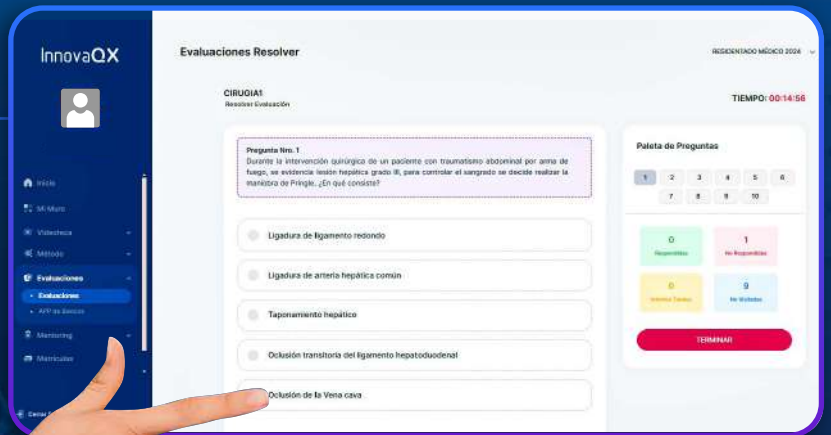 InnovaQX
Evaluaciones Resolver
RESIDENTADO MÉDICO 2024
CIRUGIA1
Resolver Evaluación
TIEMPO: 00:14:56
Pregunta Nro. 1
Durante la intervención quirúrgica de un paciente con traumatismo abdominal por arma de
fuego, se evidencia lesión hepática grado III, para controlar el sangrado se decide realizar la
maniobra de Pringle. ¿En qué consiste?
Ligadura de ligamento redondo
Ligadura de arteria hepática común
Taponamiento hepático
Oclusión transitoria del ligamento hepatoduodenal
Oclusión de la Vena cava
Paleta de Preguntas
1 2 3 4 5 6
7 8 9 10
0
Respondidas
1
No Respondidas
0
9
No Visitadas
TERMINAR
Inicio
Mi Muro
Videoteca
Método
Evaluaciones
Evaluaciones
Mentoring
Matrículas
Cerrar